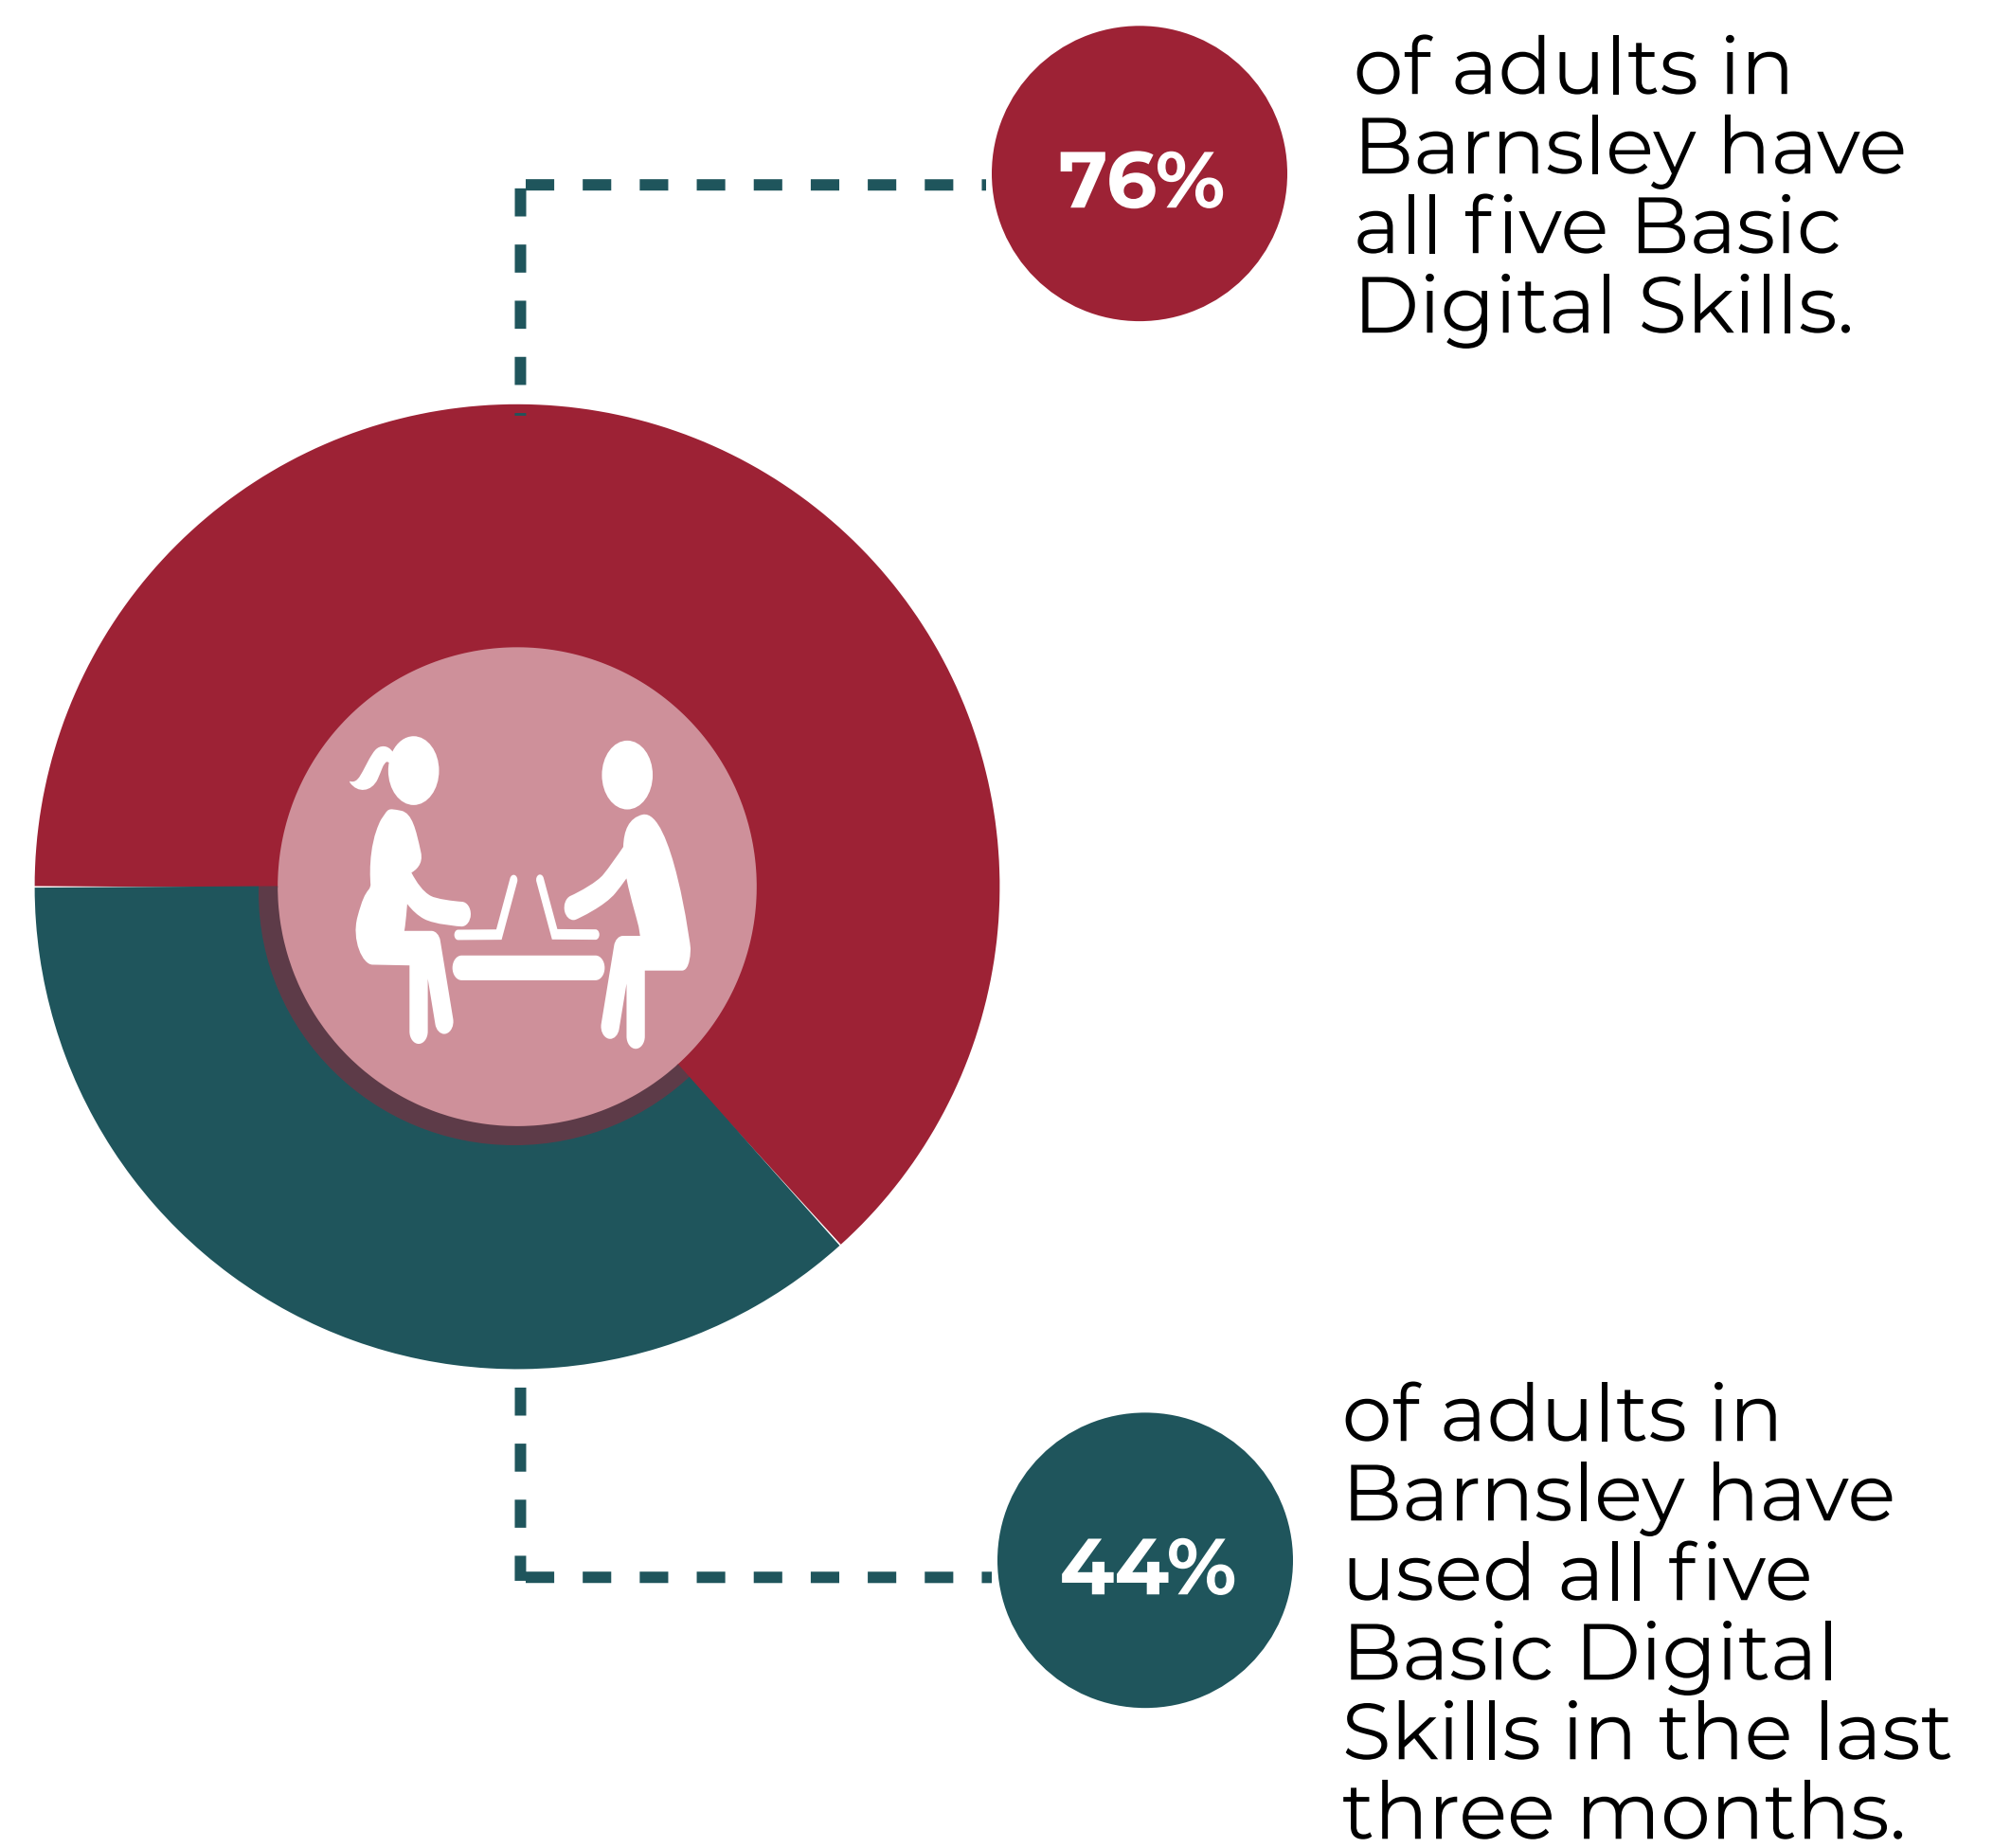 76%
of adults in
Barnsley have
all five Basic
Digital Skills.
44%
of adults in
Barnsley have
used all five
Basic Digital
Skills in the last
three months.